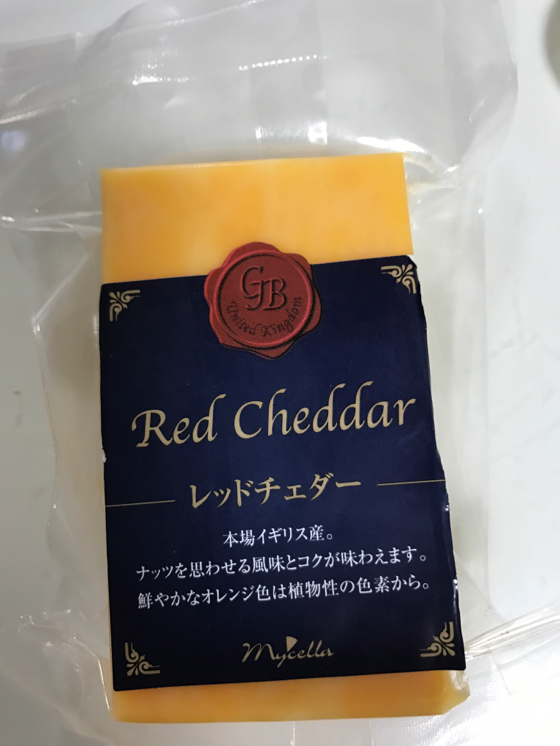 GB
United Kingdom
Red Cheddar
レッドチェダー
本場イギリス産。
ナッツを思わせる風味とコクが味わえます。
鮮やかなオレンジ色は植物性の色素から。
Mycella